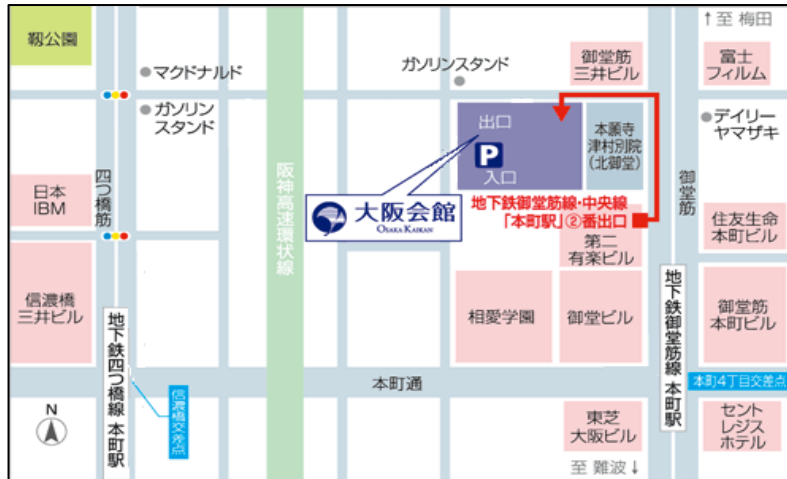 ↑至 梅田
靱公園
マクドナルド
ガソリンスタンド
御堂筋
三井ビル
富士
フィルム
ガソリン
スタンド
出口
P
入口
本願寺
津村別院
(北御堂)
デイリー
ヤマザキ
四つ橋筋
阪神高速環状線
御堂筋
日本
IBM
大阪会館
OSAKA KAIKAN
地下鉄御堂筋線・中央線
「本町駅」②番出口
住友生命
本町ビル
第二
有楽ビル
信濃橋
三井ビル
地下鉄四つ橋線 本町駅
相愛学園
御堂ビル
地下鉄御堂筋線 本町駅
御堂筋
本町ビル
本町通
本町4丁目交差点
信濃橋交差点
N
東芝
大阪ビル
セント
レジス
ホテル
至 難波↓